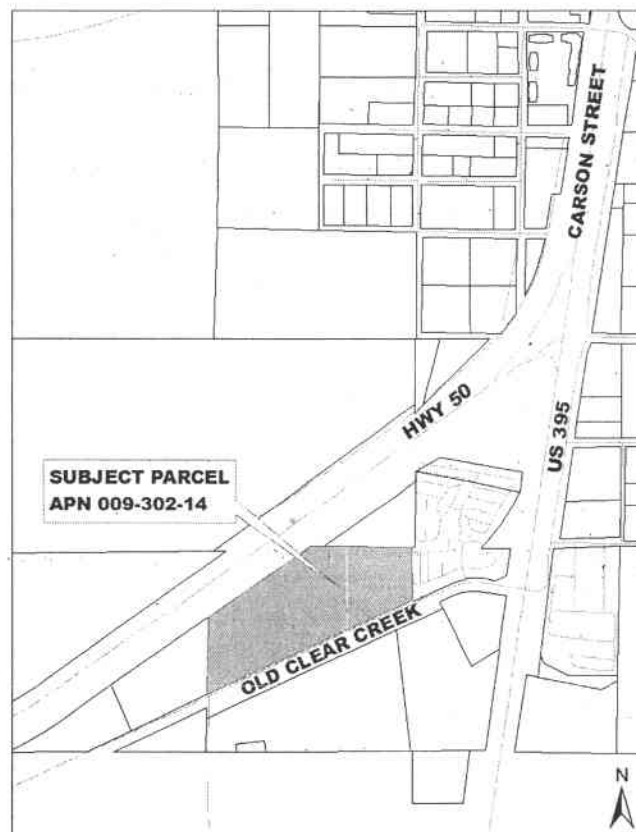 CARSON STREET
HWY 50
US 395
SUBJECT PARCEL
APN 009-302-14
OLD CLEAR CREEK
N